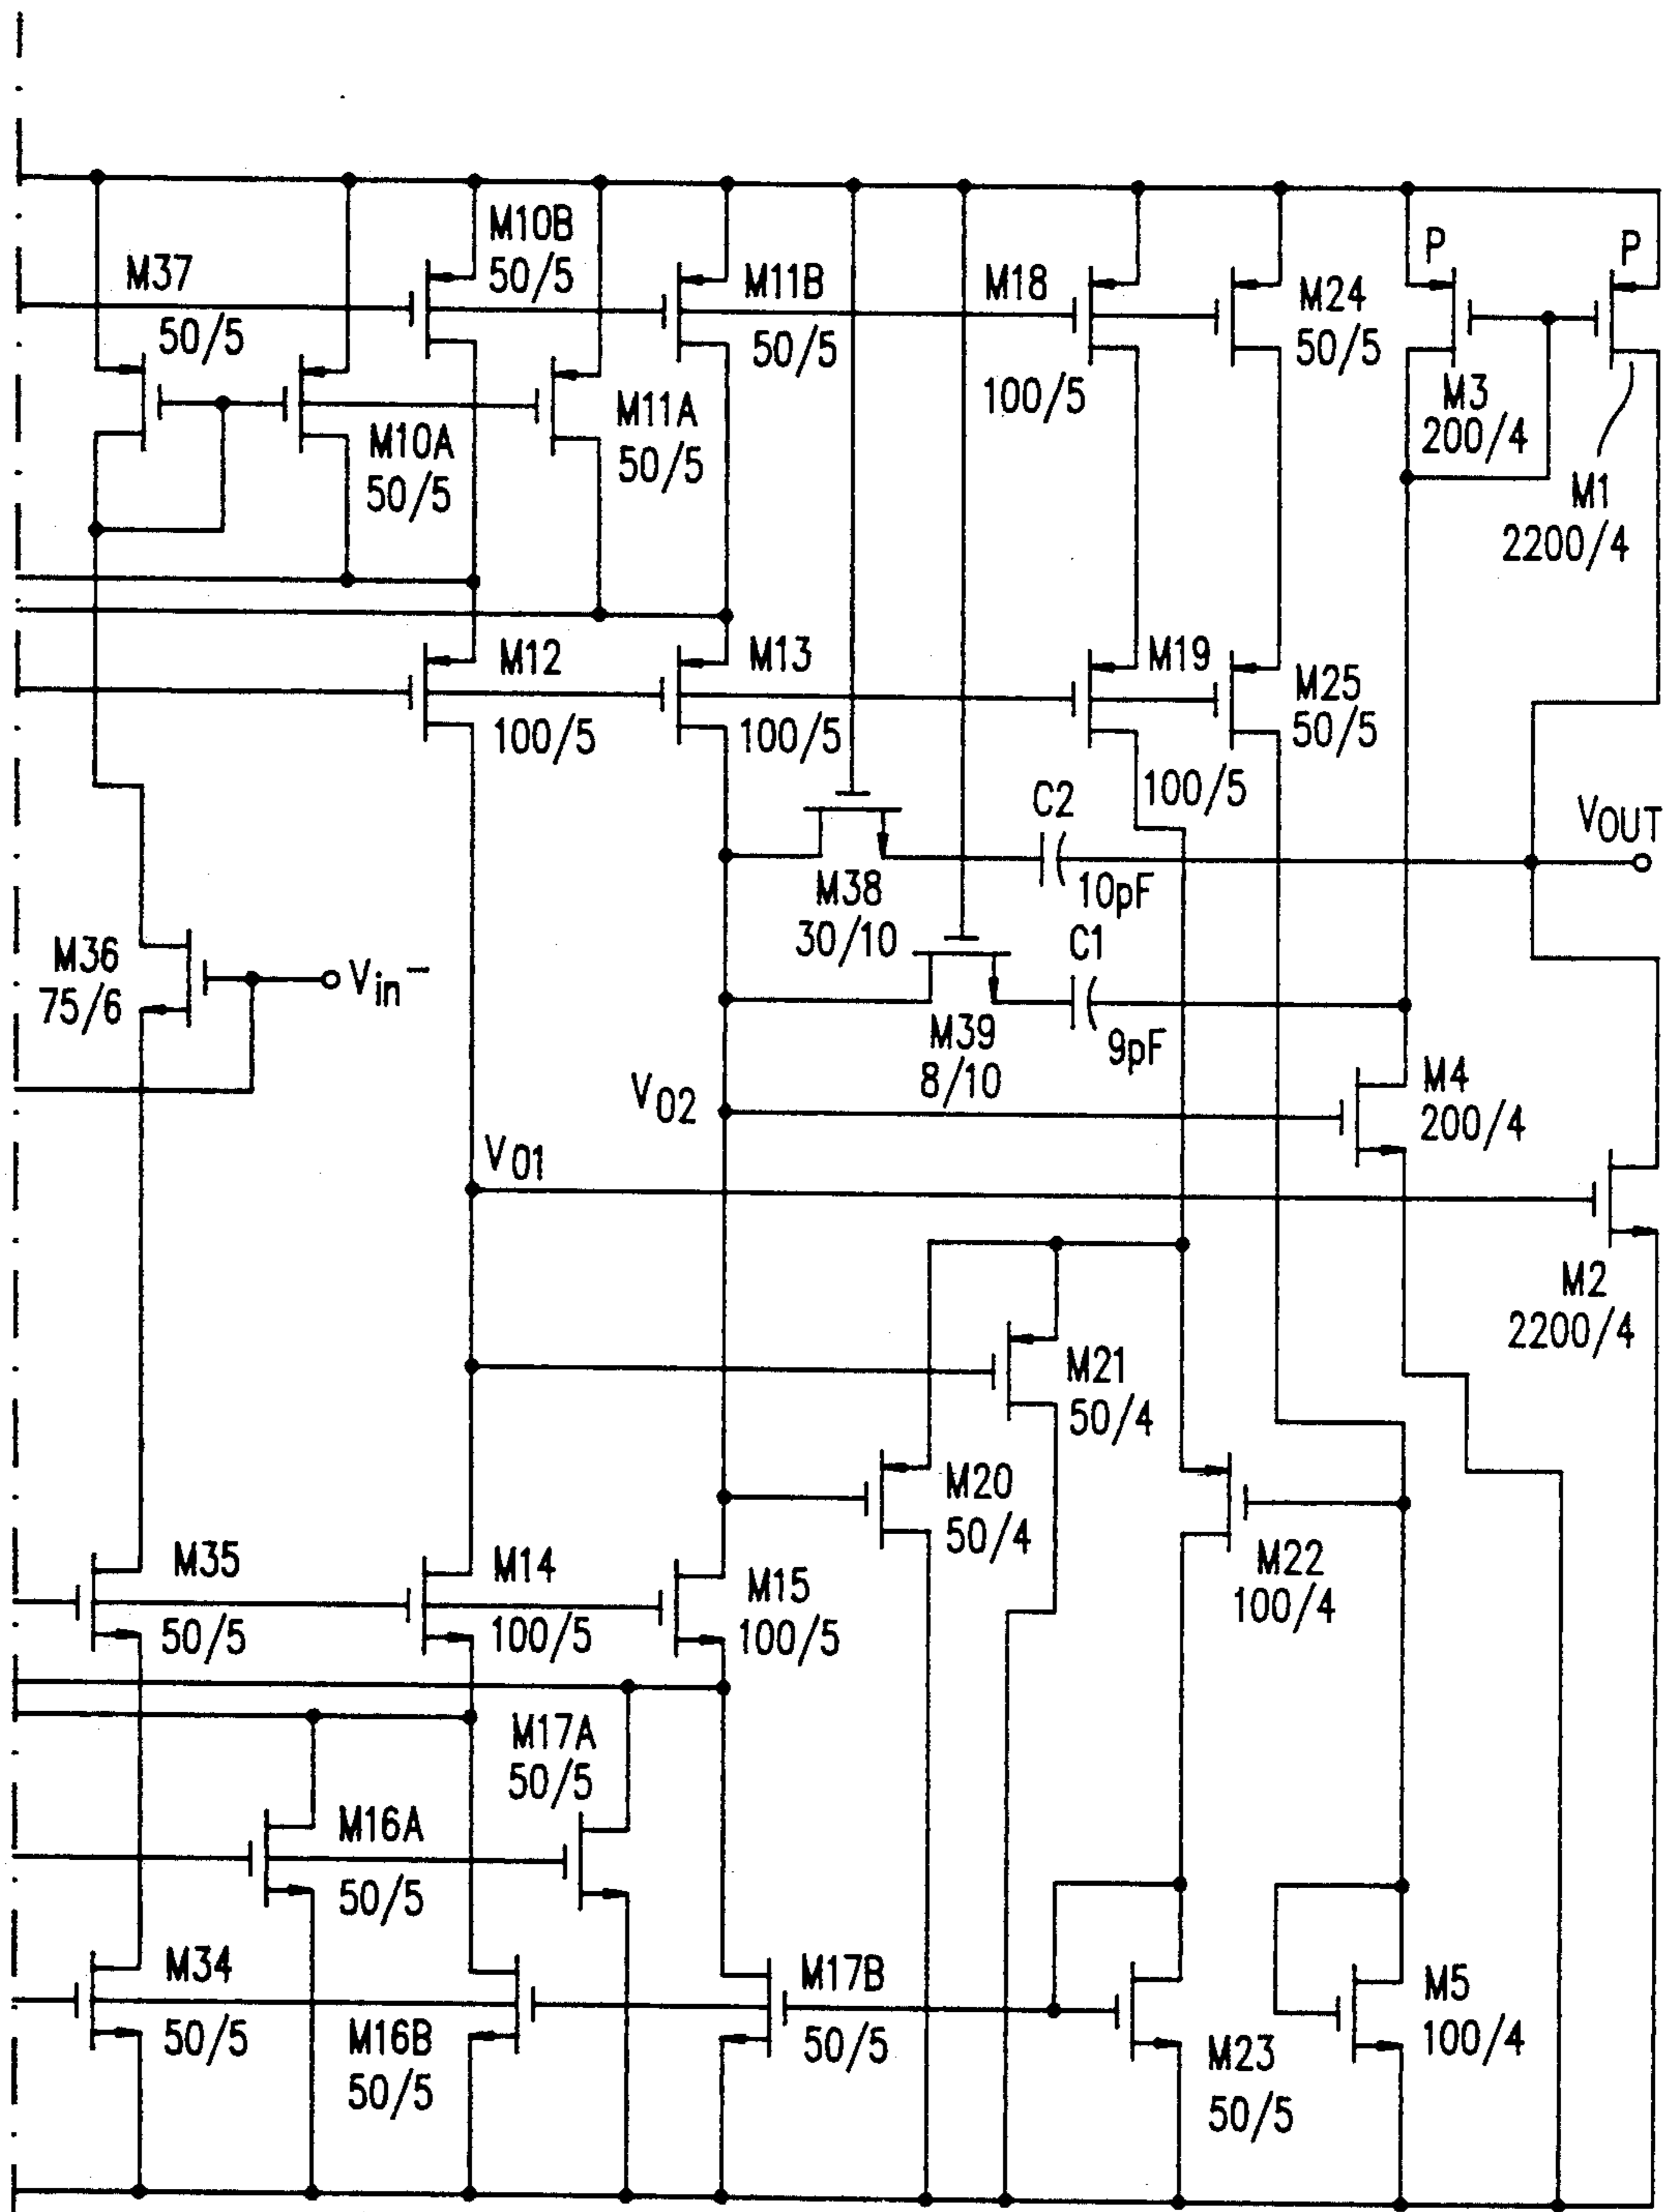 M37
50/5
M10B
50/5
M10A
50/5
M11A
50/5
M11B
50/5
M18
100/5
M24
50/5
P
M3
200/4
P
M1
2200/4
M12
100/5
M13
100/5
M19
100/5
M25
50/5
M38
30/10
C2
10pF
VOUT
M36
75/6
Vin-
M39
8/10
C1
9pF
V02
V01
M4
200/4
M2
2200/4
M21
50/4
M20
50/4
M22
100/4
M35
50/5
M14
100/5
M15
100/5
M17A
50/5
M16A
50/5
M34
50/5
M16B
50/5
M17B
50/5
M23
50/5
M5
100/4